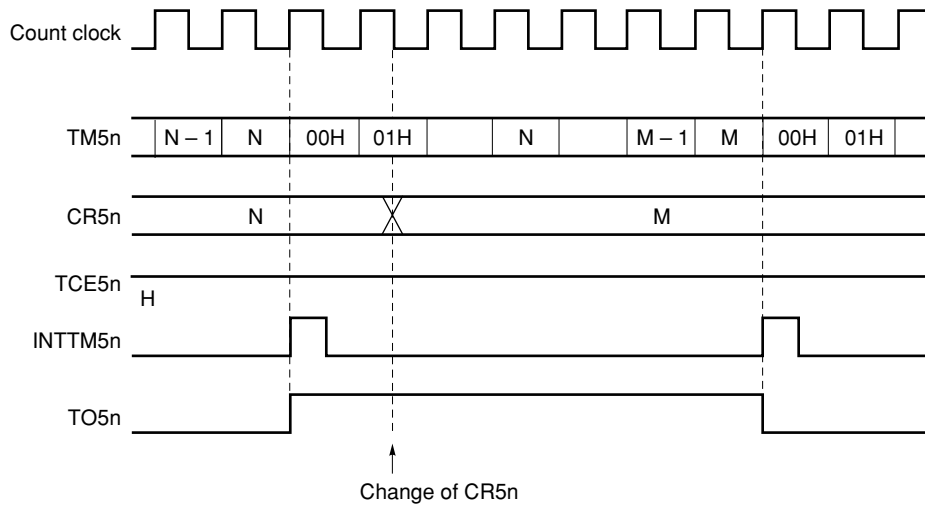 Count clock
TM5n N – 1 N 00H 01H N M – 1 M 00H 01H
CR5n N M
TCE5n
H
INTTM5n
TO5n
Change of CR5n